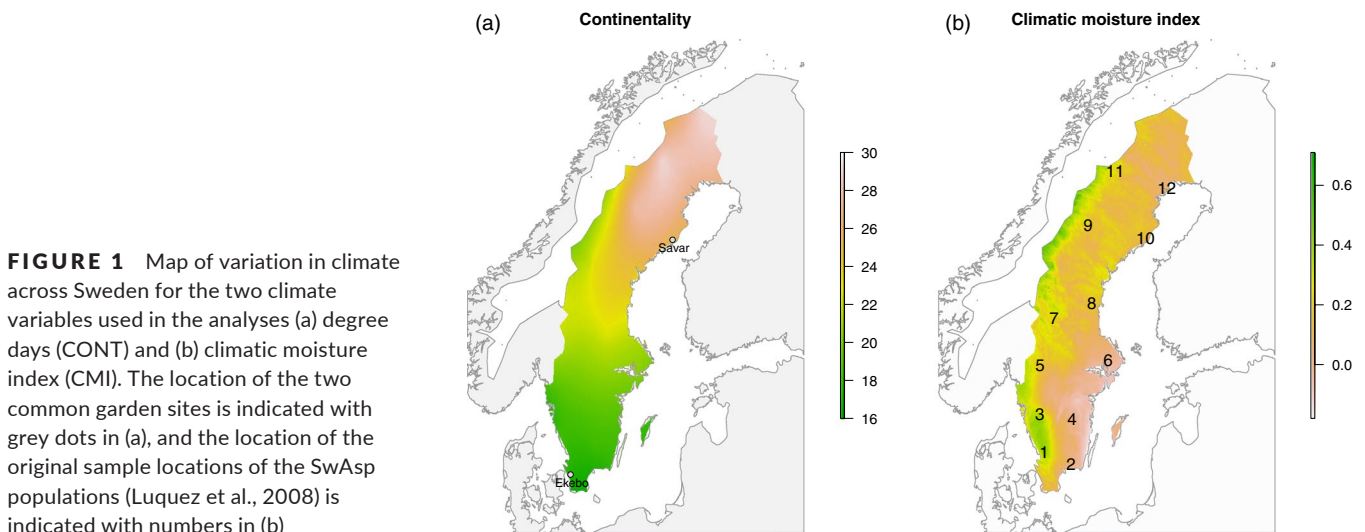 FIGURE 1 Map of variation in climate
across Sweden for the two climate
variables used in the analyses (a) degree
days (CONT) and (b) climatic moisture
index (CMI). The location of the two
common garden sites is indicated with
grey dots in (a), and the location of the
original sample locations of the SwAsp
populations (Luquez et al., 2008) is
indicated with numbers in (b)
(a)
Continentality
Savar
Ekebo
30
28
26
24
22
20
18
16
(b)
Climatic moisture index
11
12
9
10
8
7
6
5
3
4
1
2
0.6
0.4
0.2
0.0